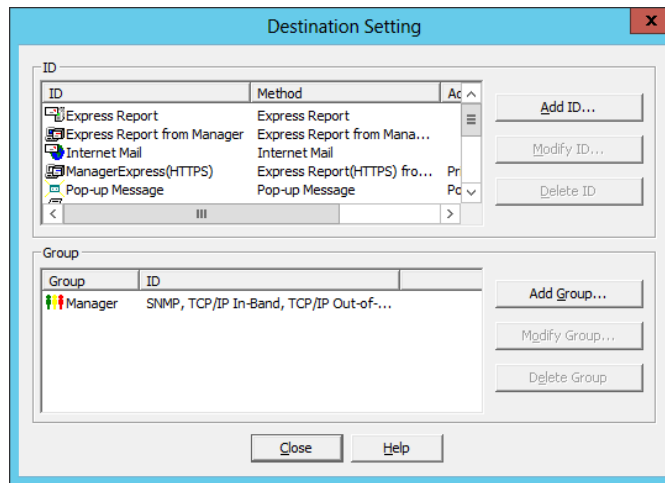 Destination Setting
x
ID
ID Method Ad
Express Report Express Report
Express Report from Manager Express Report from Mana...
Internet Mail Internet Mail
ManagerExpress(HTTPS) Express Report(HTTPS) fro... Pr
Pop-up Message Pop-up Message Po
Add ID...
Modify ID...
Delete ID
Group
Group ID
Manager SNMP, TCP/IP In-Band, TCP/IP Out-of-...
Add Group...
Modify Group...
Delete Group
Close Help